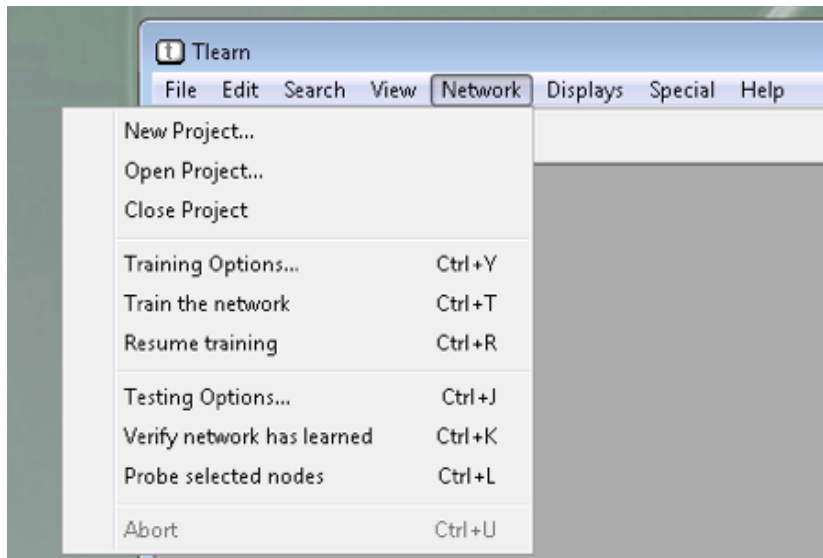 t Tlearn
File Edit Search View Network Displays Special Help
New Project...
Open Project...
Close Project
Training Options... Ctrl+Y
Train the network Ctrl+T
Resume training Ctrl+R
Testing Options... Ctrl+J
Verify network has learned Ctrl+K
Probe selected nodes Ctrl+L
Abort Ctrl+U